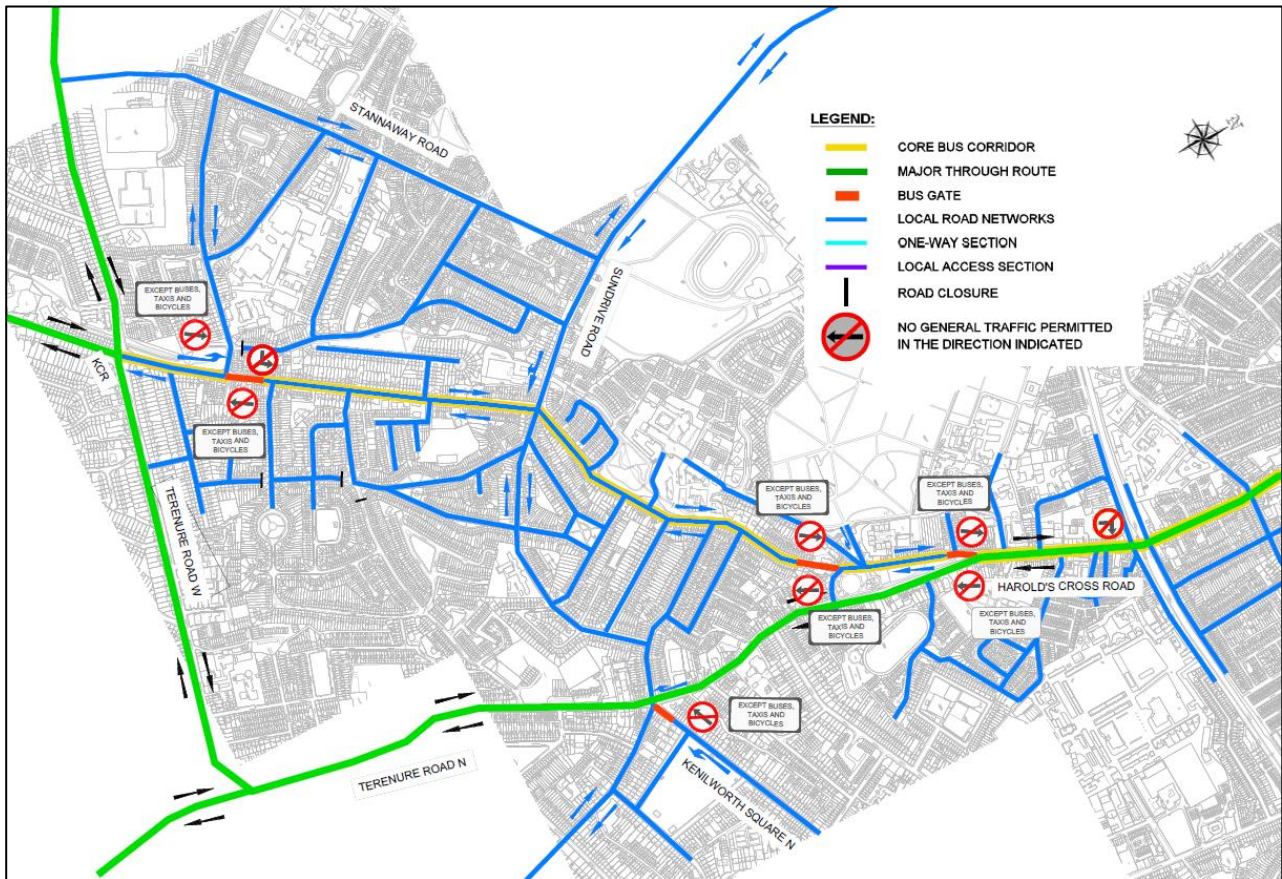 STANNAWAY ROAD
LEGEND:
CORE BUS CORRIDOR
MAJOR THROUGH ROUTE
BUS GATE
LOCAL ROAD NETWORKS
ONE-WAY SECTION
LOCAL ACCESS SECTION
ROAD CLOSURE
NO GENERAL TRAFFIC PERMITTED
IN THE DIRECTION INDICATED
SUNDRIVE ROAD
EXCEPT BUSES,
TAXIS AND
BICYCLES
KCR
EXCEPT BUSES,
TAXIS AND
BICYCLES
TERENURE ROAD W
EXCEPT BUSES,
TAXIS AND
BICYCLES
EXCEPT BUSES,
TAXIS AND
BICYCLES
HAROLD'S CROSS ROAD
EXCEPT BUSES,
TAXIS AND
BICYCLES
EXCEPT BUSES,
TAXIS AND
BICYCLES
EXCEPT BUSES,
TAXIS AND
BICYCLES
TERENURE ROAD N
KENILWORTH SQUARE N